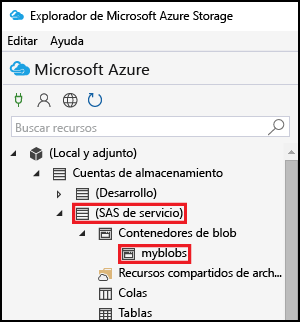 Explorador de Microsoft Azure Storage
Editar Ayuda
Microsoft Azure
Buscar recursos
(Local y adjunto)
Cuentas de almacenamiento
(Desarrollo)
(SAS de servicio)
Contenedores de blob
myblobs
Recursos compartidos de arch...
Colas
Tablas